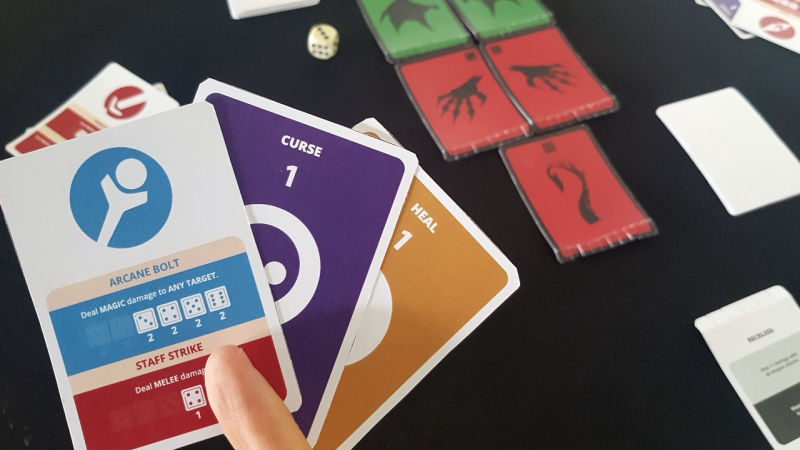 ARCANE BOLT
Deal MAGIC damage to ANY TARGET.
2 2 2 2
STAFF STRIKE
Deal MELEE damag
1
CURSE
1
HEAL
1
RECKLESS